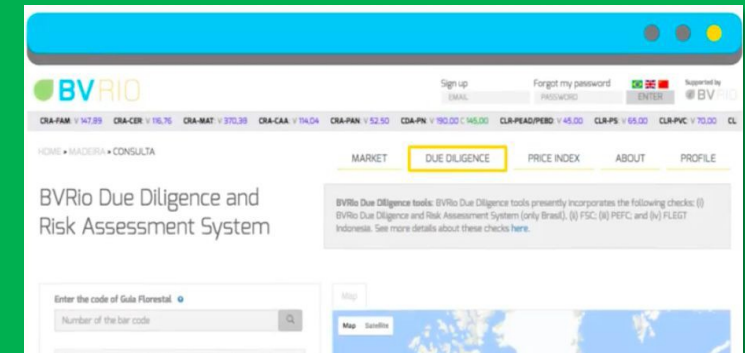 BVRIO
Sign up
Forgot my password
Supported by
EMAIL
PASSWORD
ENTER
BVRIO
CRA-FAM: V 147,89 CRA-CER: V 116,76 CRA-MAT: V 370,38 CRA-CAA: V 114,04 CRA-PAN: V 52,50 CDA-PN: V 190,00 C 145,00 CLR-PEAD/PEBD: V 45,00 CLR-PS: V 65,00 CLR-PVC: V 70,00 CL
HOME • MADEIRA • CONSULTA
MARKET DUE DILIGENCE PRICE INDEX ABOUT PROFILE
BVRio Due Diligence and
Risk Assessment System
BVRio Due Diligence tools: BVRio Due Diligence tools presently incorporates the following checks: (i)
BVRio Due Diligence and Risk Assessment System (only Brasil), (ii) FSC; (iii) PEFC; and (iv) FLEGT
Indonesia. See more details about these checks here.
Enter the code of Guia Florestal.
Number of the bar code
Map
Map Satellite